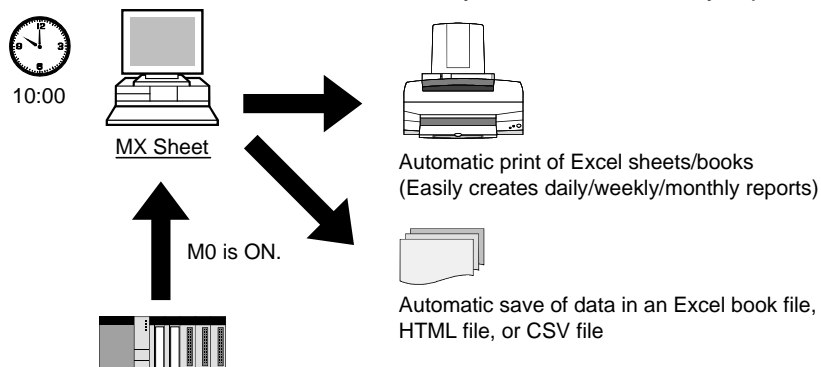 10:00
MX Sheet
Automatic print of Excel sheets/books
(Easily creates daily/weekly/monthly reports)
M0 is ON.
Automatic save of data in an Excel book file,
HTML file, or CSV file